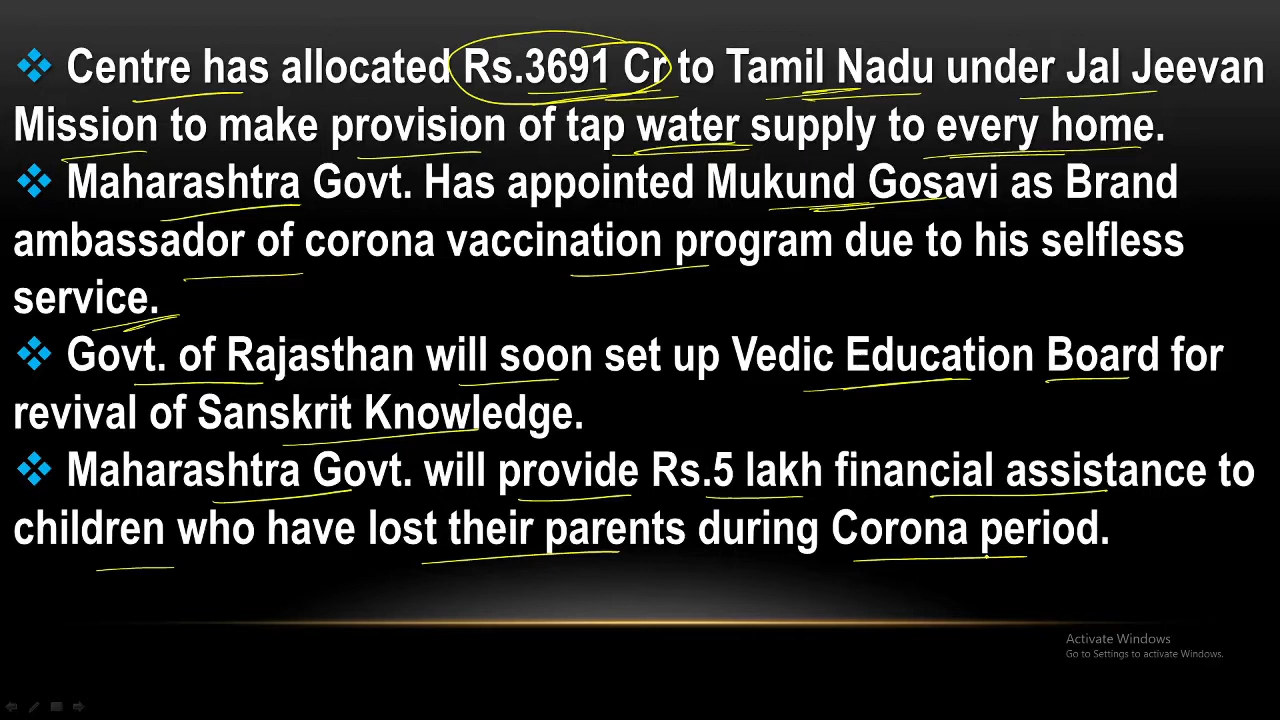 Centre has allocated Rs.3691 Cr to Tamil Nadu under Jal Jeevan
Mission to make provision of tap water supply to every home.
Maharashtra Govt. Has appointed Mukund Gosavi as Brand
ambassador of corona vaccination program due to his selfless
service.
Govt. of Rajasthan will soon set up Vedic Education Board for
revival of Sanskrit Knowledge.
Maharashtra Govt. will provide Rs.5 lakh financial assistance to
children who have lost their parents during Corona period.
Activate Windows
Go to Settings to activate Windows.